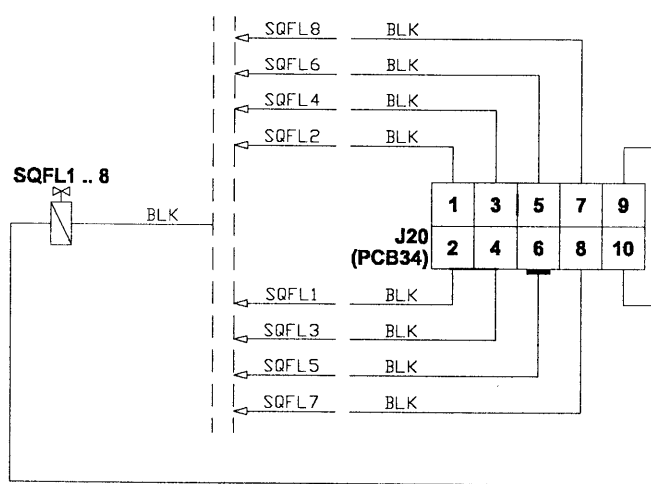 SQFL8 BLK
SQFL6 BLK
SQFL4 BLK
SQFL2 BLK
SQFL1 .. 8
BLK
1 3 5 7 9
J20
(PCB34)
2 4 6 8 10
SQFL1 BLK
SQFL3 BLK
SQFL5 BLK
SQFL7 BLK